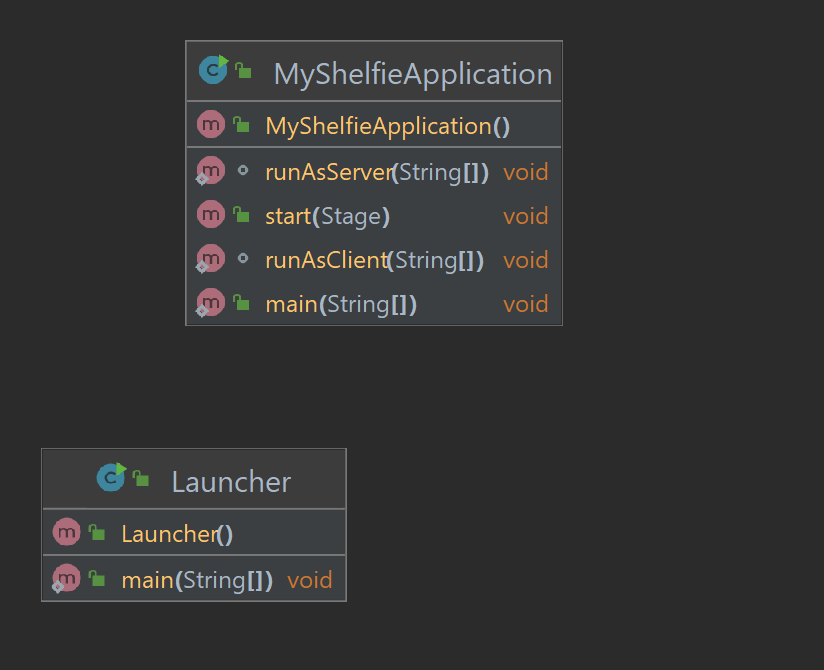 MyShelfieApplication
MyShelfieApplication()
runAsServer(String[]) void
start(Stage) void
runAsClient(String[]) void
main(String[]) void
Launcher
Launcher()
main(String[]) void